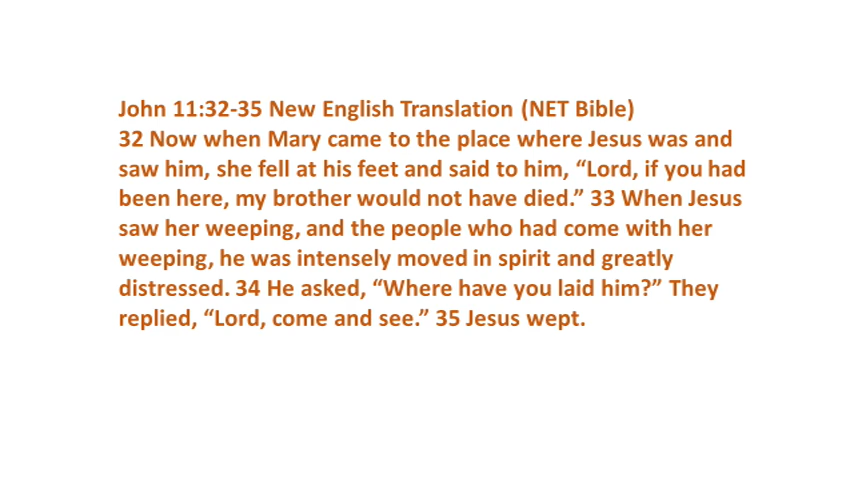 John 11:32-35 New English Translation (NET Bible)
32 Now when Mary came to the place where Jesus was and
saw him, she fell at his feet and said to him, “Lord, if you had
been here, my brother would not have died.” 33 When Jesus
saw her weeping, and the people who had come with her
weeping, he was intensely moved in spirit and greatly
distressed. 34 He asked, “Where have you laid him?” They
replied, “Lord, come and see.” 35 Jesus wept.